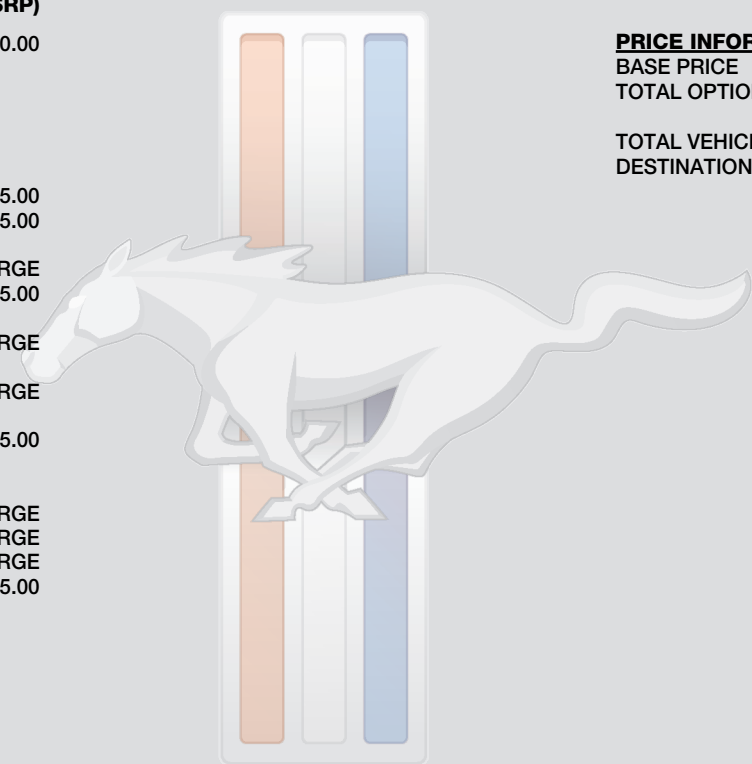 SRP)
0.00
5.00
5.00
RGE
5.00
RGE
RGE
5.00
RGE
RGE
RGE
5.00
PRICE INFOR
BASE PRICE
TOTAL OPTION
TOTAL VEHICL
DESTINATION